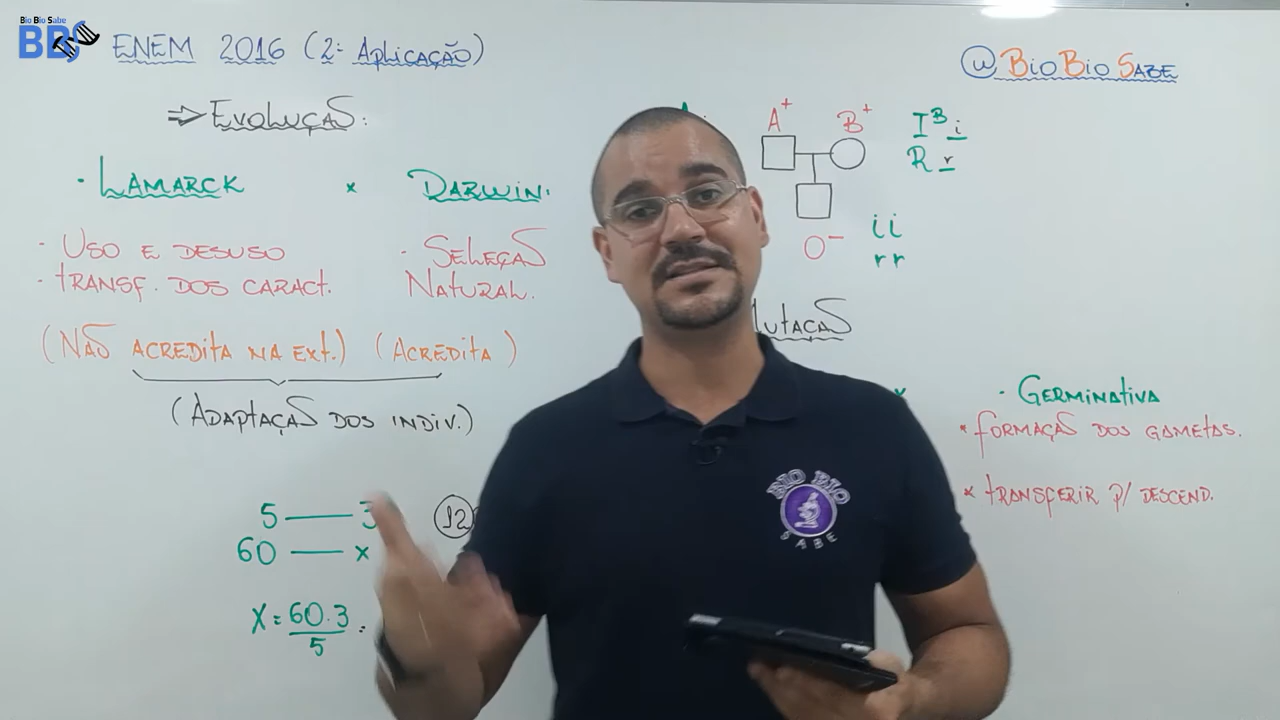 Bio Bio Sabe
BBS
ENEM 2016 (2ª Aplicação)
@BioBioSabe
⇒ Evolução:
• Lamarck x Darwin:
- Uso e desuso
- transf. dos caract.
- Seleção
Natural.
(Não acredita na ext.) (Acredita)
(Adaptação dos indiv.)
5 — 3
60 — x
12
X = 60.3
5
A+ B+
I^B i
R r
O-
ii
rr
x
- Germinativa
* formação dos gametas.
* transferir p/ descend.
BIO BIO
SABE